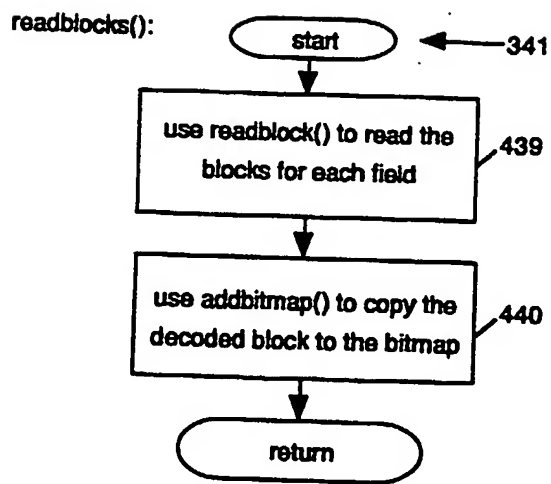 readblocks():
start
341
use readblock() to read the
blocks for each field
439
use addbitmap() to copy the
decoded block to the bitmap
440
return